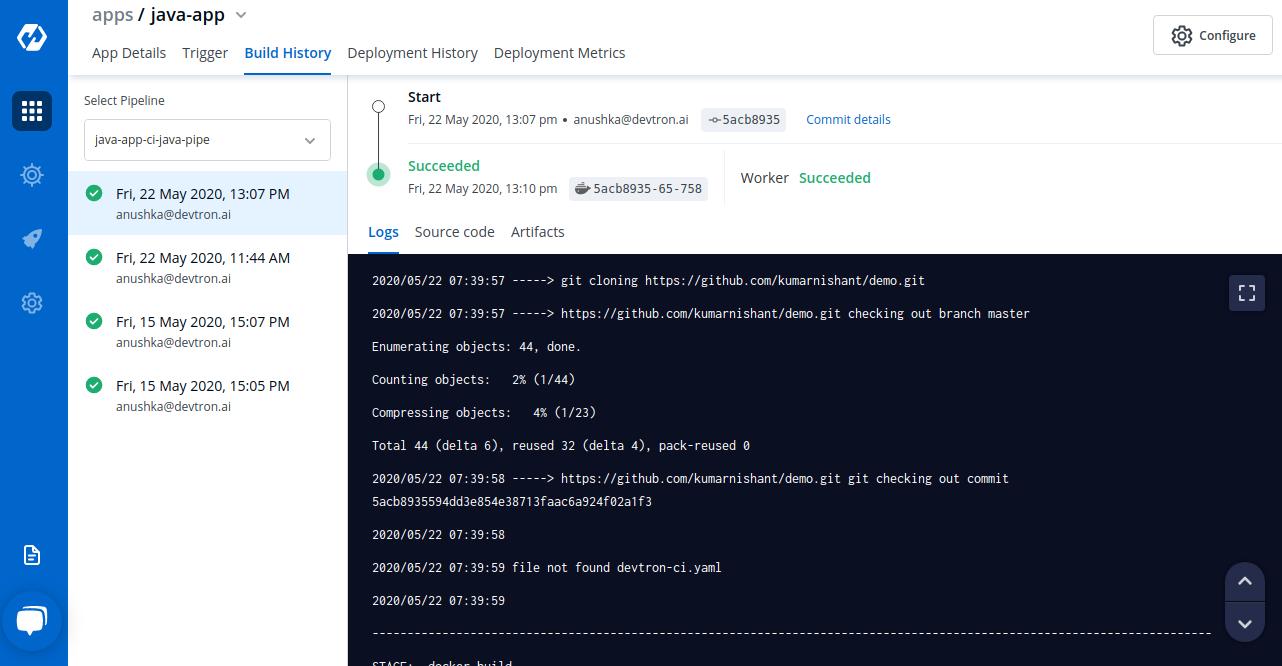 apps / java-app
App Details Trigger Build History Deployment History Deployment Metrics
Configure
Select Pipeline
java-app-ci-java-pipe
Fri, 22 May 2020, 13:07 PM
anushka@devtron.ai
Fri, 22 May 2020, 11:44 AM
anushka@devtron.ai
Fri, 15 May 2020, 15:07 PM
anushka@devtron.ai
Fri, 15 May 2020, 15:05 PM
anushka@devtron.ai
Start
Fri, 22 May 2020, 13:07 pm • anushka@devtron.ai 5acb8935 Commit details
Succeeded
Fri, 22 May 2020, 13:10 pm 5acb8935-65-758
Worker Succeeded
Logs Source code Artifacts
2020/05/22 07:39:57 -----> git cloning https://github.com/kumarnishant/demo.git
2020/05/22 07:39:57 -----> https://github.com/kumarnishant/demo.git checking out branch master
Enumerating objects: 44, done.
Counting objects:   2% (1/44)
Compressing objects:   4% (1/23)
Total 44 (delta 6), reused 32 (delta 4), pack-reused 0
2020/05/22 07:39:58 -----> https://github.com/kumarnishant/demo.git git checking out commit
5acb8935594dd3e854e38713faac6a924f02a1f3
2020/05/22 07:39:58
2020/05/22 07:39:59 file not found devtron-ci.yaml
2020/05/22 07:39:59
------------------------------------------------------------------------------------------------------------------------
STAGE:  docker build